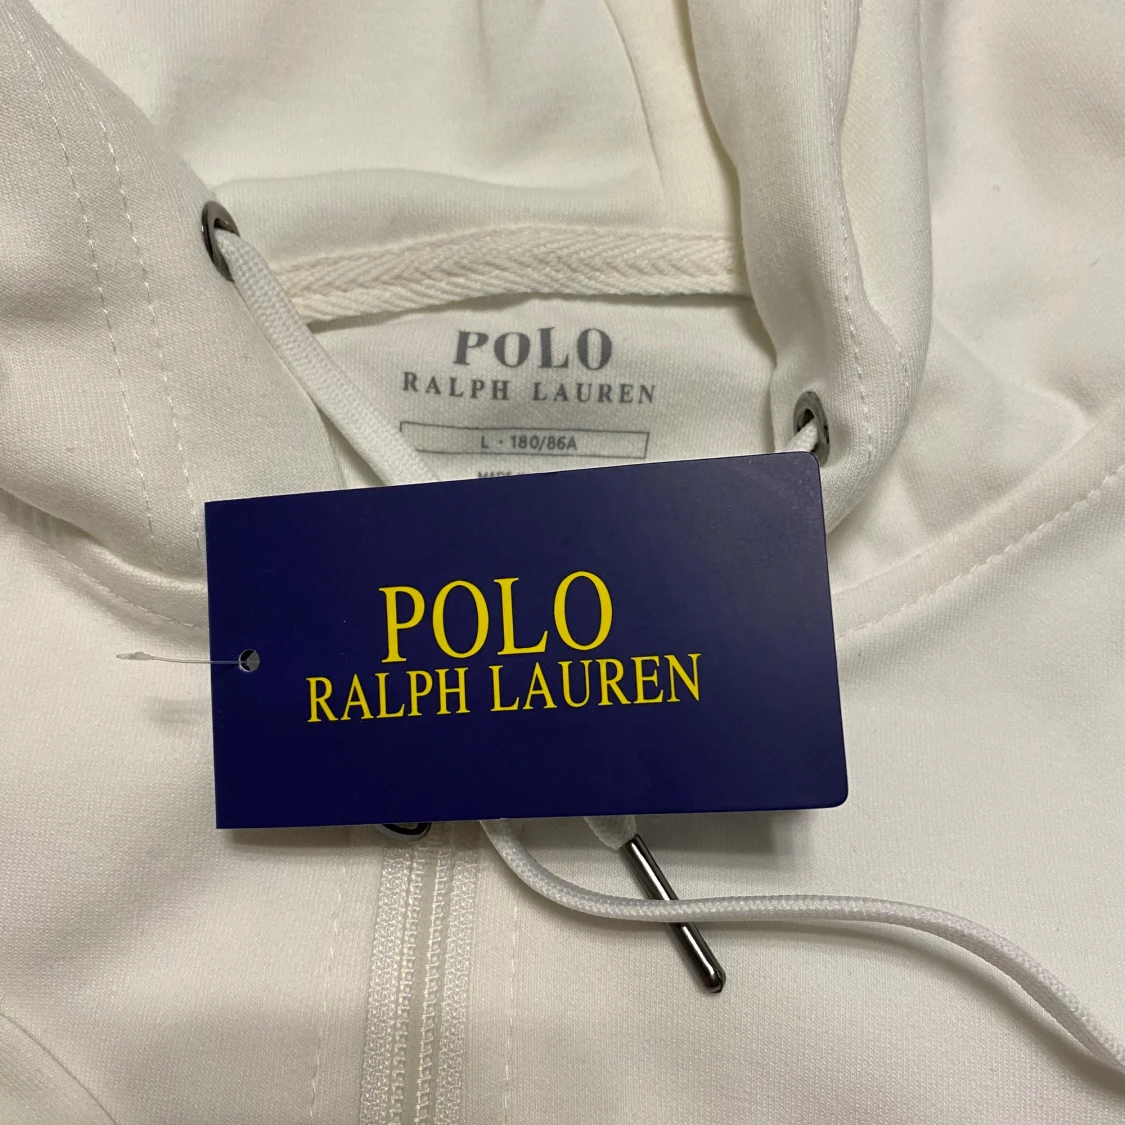 POLO
RALPH LAUREN
L · 180/86A
POLO
RALPH LAUREN